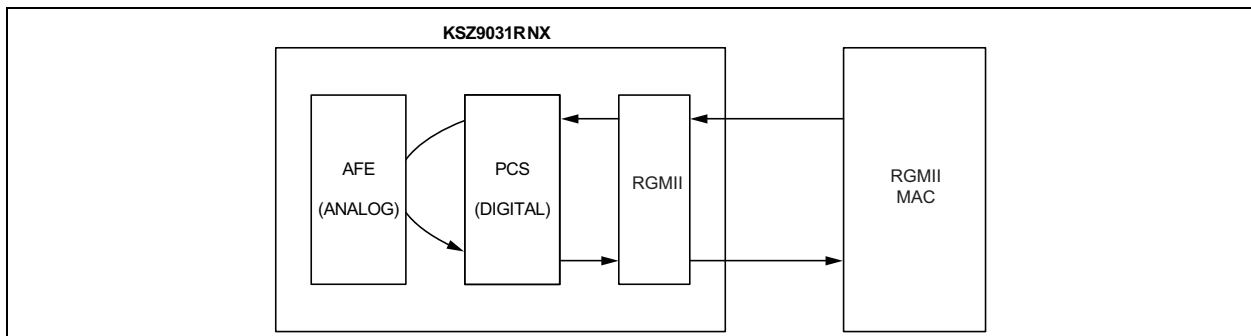 KSZ9031RNX
AFE
(ANALOG)
PCS
(DIGITAL)
RGMII
RGMII
MAC